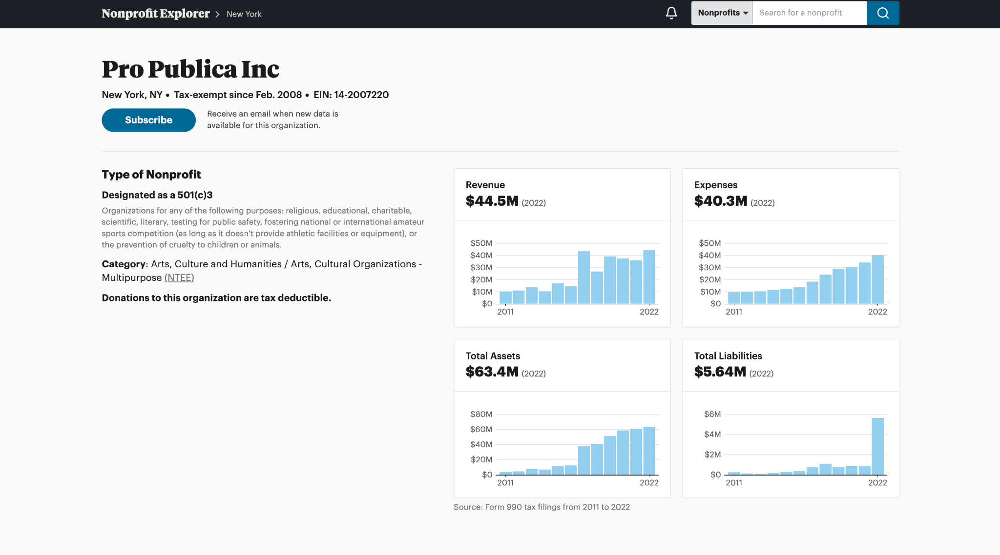 Nonprofit Explorer > New York
Nonprofits
Search for a nonprofit
Pro Publica Inc
New York, NY • Tax-exempt since Feb. 2008 • EIN: 14-2007220
Subscribe
Receive an email when new data is
available for this organization.
Type of Nonprofit
Designated as a 501(c)3
Organizations for any of the following purposes: religious, educational, charitable,
scientific, literary, testing for public safety, fostering national or international amateur
sports competition (as long as it doesn’t provide athletic facilities or equipment), or
the prevention of cruelty to children or animals.
Category: Arts, Culture and Humanities / Arts, Cultural Organizations -
Multipurpose (NTEE)
Donations to this organization are tax deductible.
Revenue
$44.5M (2022)
$50M
$40M
$30M
$20M
$10M
$0
2011 2022
Expenses
$40.3M (2022)
$50M
$40M
$30M
$20M
$10M
$0
2011 2022
Total Assets
$63.4M (2022)
$80M
$60M
$40M
$20M
$0
2011 2022
Total Liabilities
$5.64M (2022)
$6M
$4M
$2M
$0
2011 2022
Source: Form 990 tax filings from 2011 to 2022